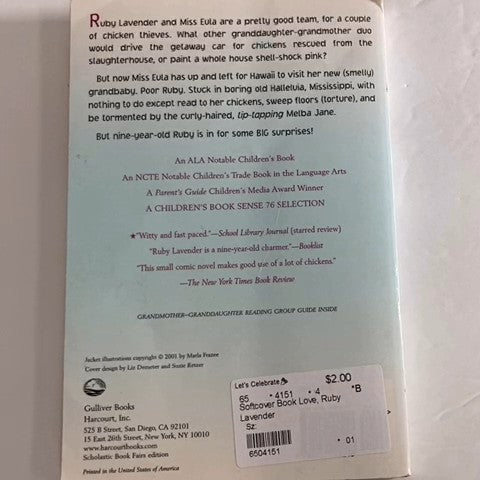 Ruby Lavender and Miss Eula are a pretty good team, for a couple
of chicken thieves. What other granddaughter-grandmother duo
would drive the getaway car for chickens rescued from the
slaughterhouse, or paint a whole house shell-shock pink?
But now Miss Eula has up and left for Hawaii to visit her new (smelly)
grandbaby. Poor Ruby. Stuck in boring old Halleluia, Mississippi, with
nothing to do except read to her chickens, sweep floors (torture), and
be tormented by the curly-haired, lip-tapping Melba Jane.
But nine-year-old Ruby is in for some BIG surprises!
An ALA Notable Children's Book
An NCTE Notable Children's Trade Book in the Language Arts
A Parent's Guide Children's Media Award Winner
A CHILDREN'S BOOK SENSE 76 SELECTION
★"Witty and fast paced."—School Library Journal (starred review)
"Ruby Lavender is a nine-year-old charmer."—Booklist
"This small comic novel makes good use of a lot of chickens."
—The New York Times Book Review
GRANDMOTHER–GRANDDAUGHTER READING GROUP GUIDE INSIDE
Jacket illustrations copyright © 2001 by Marla Frazee
Cover design by Liz Demeter and Suzie Retzer
Gulliver Books
Harcourt, Inc.
525 B Street, San Diego, CA 92101
15 East 26th Street, New York, NY 10010
www.harcourtbooks.com
Scholastic Book Fairs edition
Printed in the United States of America
Let's Celebrate $2.00
65 • 4151 • 4 *B
Softcover Book Love, Ruby
Lavender
Sz:
• 01
6504151